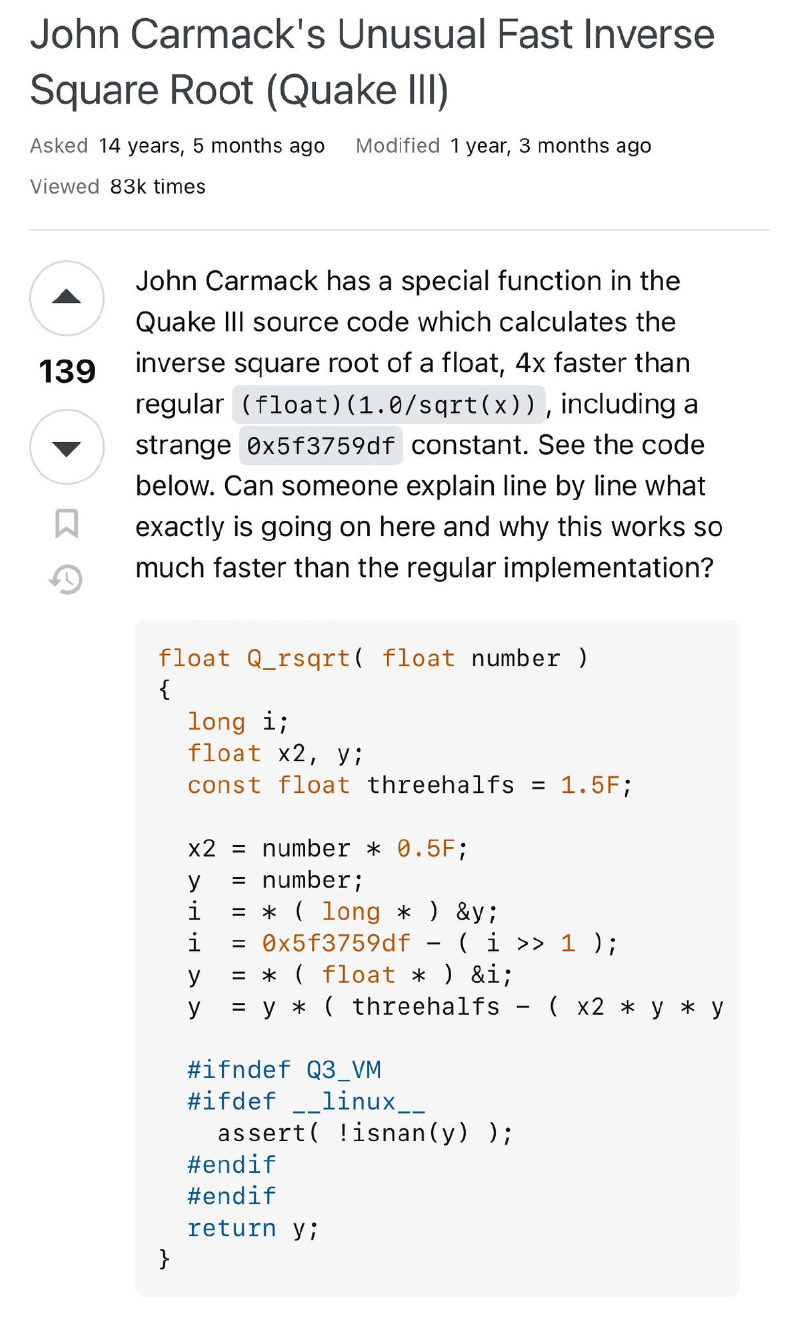 John Carmack's Unusual Fast Inverse
Square Root (Quake III)
Asked 14 years, 5 months ago Modified 1 year, 3 months ago
Viewed 83k times
139
John Carmack has a special function in the
Quake III source code which calculates the
inverse square root of a float, 4x faster than
regular (float)(1.0/sqrt(x)), including a
strange 0x5f3759df constant. See the code
below. Can someone explain line by line what
exactly is going on here and why this works so
much faster than the regular implementation?
float Q_rsqrt( float number )
{
  long i;
  float x2, y;
  const float threehalfs = 1.5F;

  x2 = number * 0.5F;
  y  = number;
  i  = * ( long * ) &y;
  i  = 0x5f3759df - ( i >> 1 );
  y  = * ( float * ) &i;
  y  = y * ( threehalfs - ( x2 * y * y

  #ifndef Q3_VM
  #ifdef __linux__
    assert( !isnan(y) );
  #endif
  #endif
  return y;
}